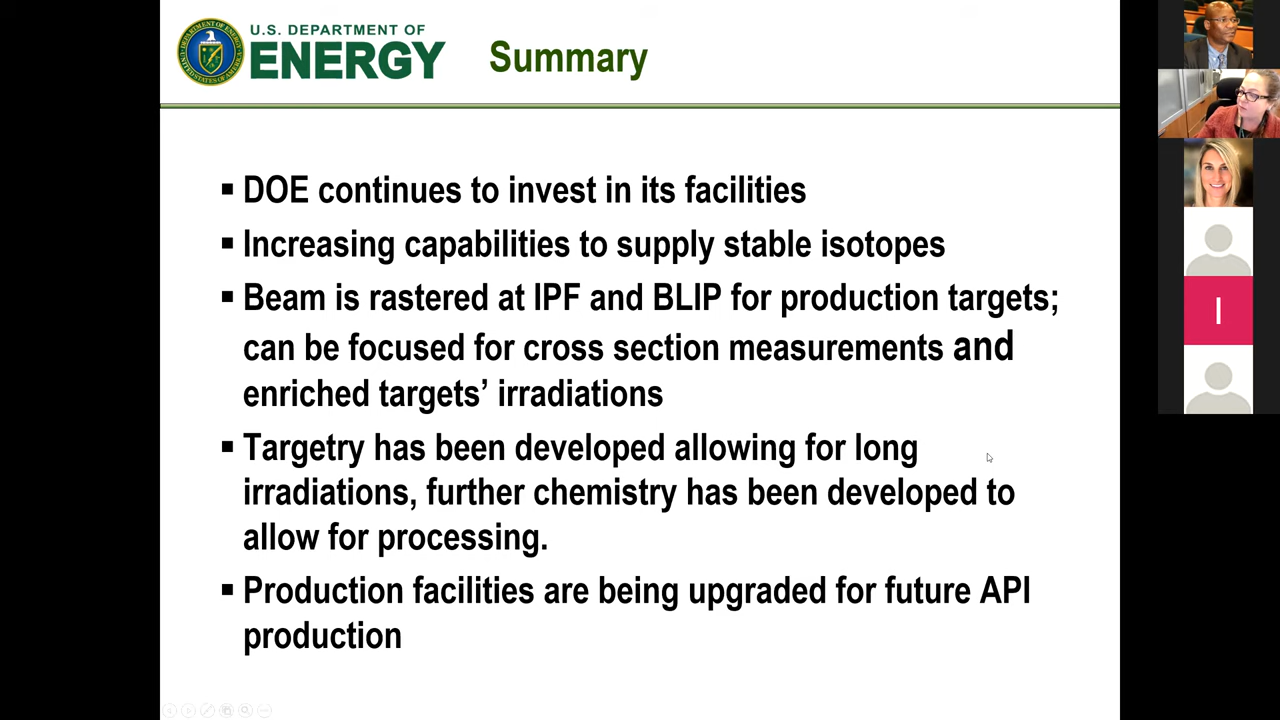 U.S. DEPARTMENT OF
ENERGY
Summary
▪ DOE continues to invest in its facilities
▪ Increasing capabilities to supply stable isotopes
▪ Beam is rastered at IPF and BLIP for production targets;
can be focused for cross section measurements and
enriched targets’ irradiations
▪ Targetry has been developed allowing for long
irradiations, further chemistry has been developed to
allow for processing.
▪ Production facilities are being upgraded for future API
production
I